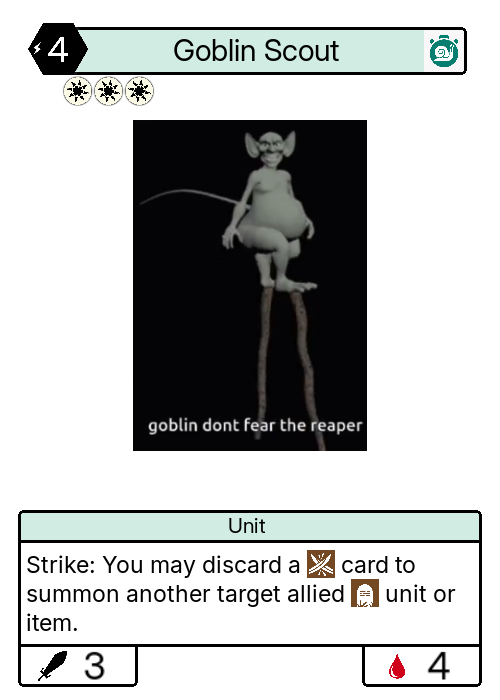 4
Goblin Scout
goblin dont fear the reaper
Unit
Strike: You may discard a card to
summon another target allied unit or
item.
3
4